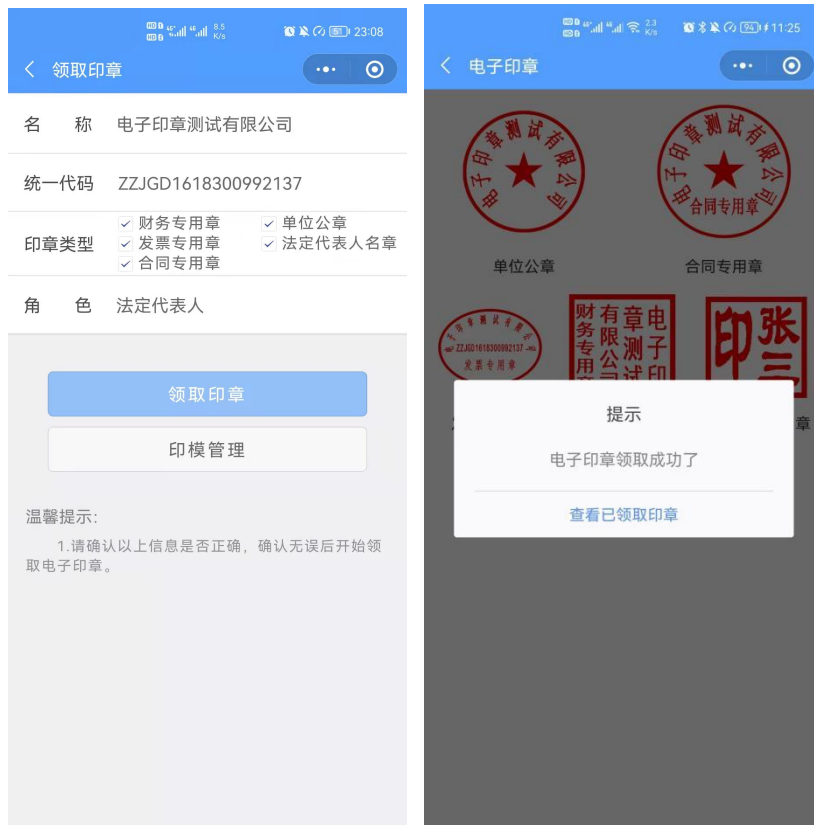 HD 1 4G+ 4G 8.5 K/s 51 23:08
HD 2
领取印章
名 称 电子印章测试有限公司
统一代码 ZZJGD1618300992137
印章类型
财务专用章 单位公章
发票专用章 法定代表人名章
合同专用章
角 色 法定代表人
领取印章
印模管理
温馨提示:
1.请确认以上信息是否正确，确认无误后开始领
取电子印章。
2.3 K/s 94 11:25
电子印章
电子印章测试有限公司
电子印章测试有限公司
合同专用章
单位公章 合同专用章
ZZJGD1618300992137
发票专用章
电子印
章测试
有限公司
财务专用章
张三
印
章
提示
电子印章领取成功了
查看已领取印章